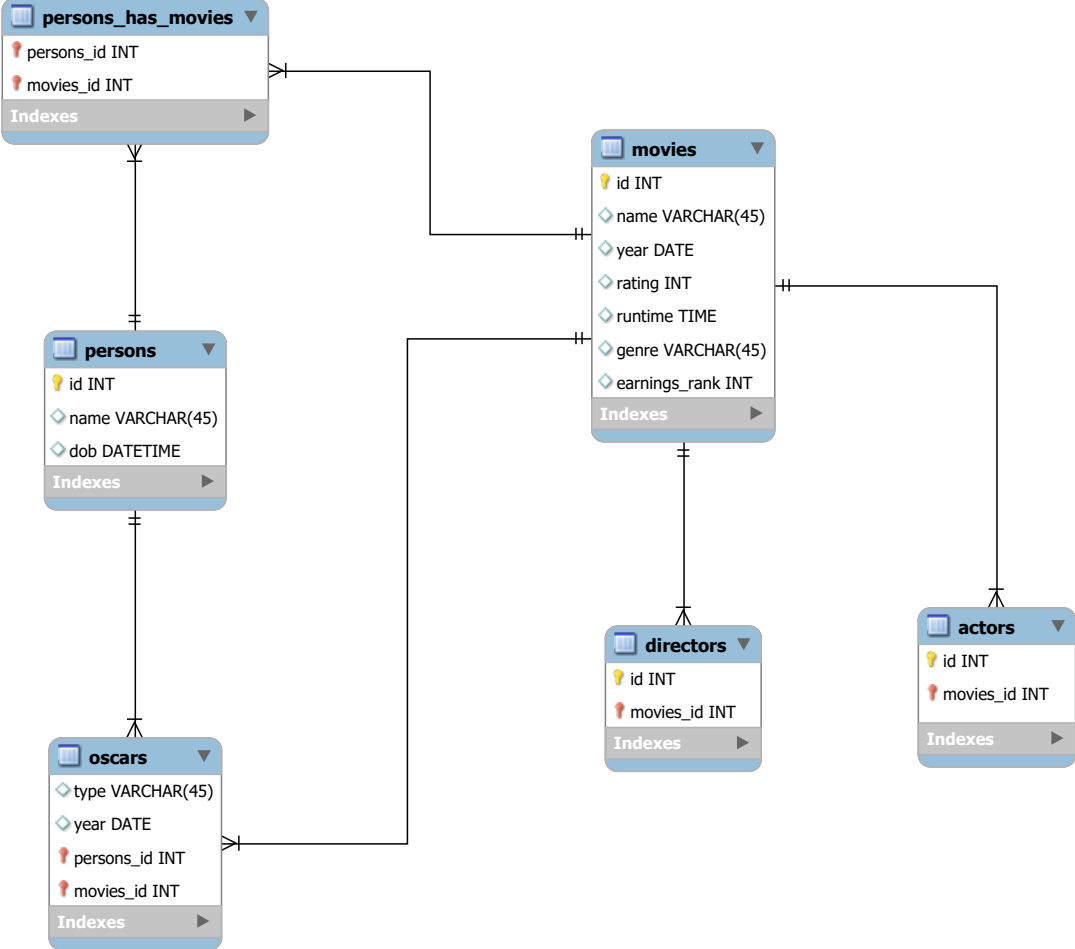 persons_has_movies
persons_id INT
movies_id INT
Indexes
movies
id INT
name VARCHAR(45)
year DATE
rating INT
runtime TIME
genre VARCHAR(45)
earnings_rank INT
Indexes
persons
id INT
name VARCHAR(45)
dob DATETIME
Indexes
directors
id INT
movies_id INT
Indexes
actors
id INT
movies_id INT
Indexes
oscars
type VARCHAR(45)
year DATE
persons_id INT
movies_id INT
Indexes